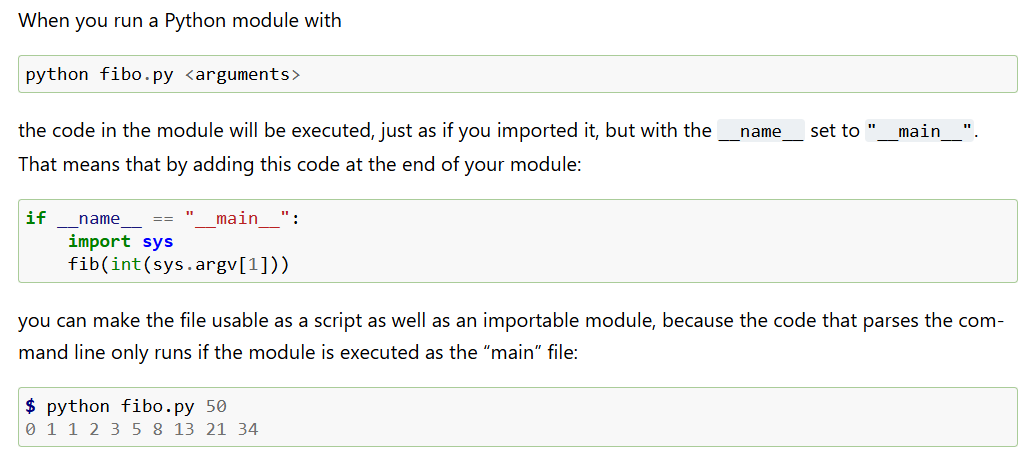 When you run a Python module with
python fibo.py <arguments>
the code in the module will be executed, just as if you imported it, but with the __name__ set to "__main__".
That means that by adding this code at the end of your module:
if __name__ == "__main__":
    import sys
    fib(int(sys.argv[1]))
you can make the file usable as a script as well as an importable module, because the code that parses the com-
mand line only runs if the module is executed as the “main” file:
$ python fibo.py 50
0 1 1 2 3 5 8 13 21 34